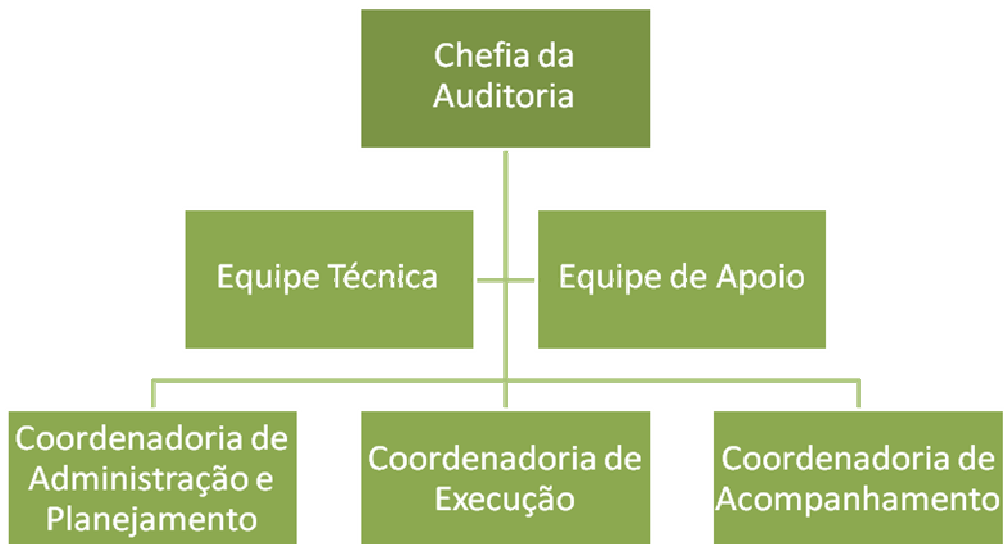 Chefia da
Auditoria
Equipe Técnica
Equipe de Apoio
Coordenadoria de
Administração e
Planejamento
Coordenadoria de
Execução
Coordenadoria de
Acompanhamento